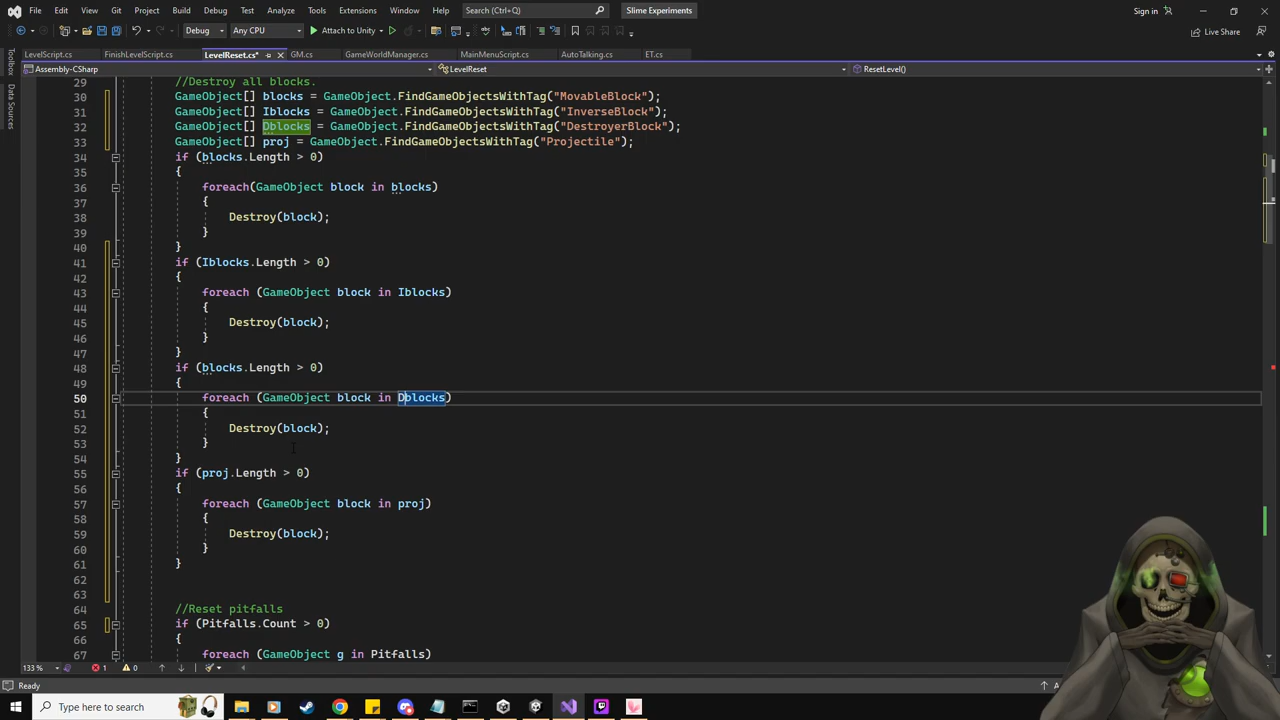 File Edit View Git Project Build Debug Test Analyze Tools Extensions Window Help Search (Ctrl+Q) Slime Experiments Sign in
Debug Any CPU Attach to Unity Live Share
LevelScript.cs FinishLevelScript.cs LevelReset.cs* GM.cs GameWorldManager.cs MainMenuScript.cs AutoTalking.cs ET.cs
Toolbox
Data Sources
Assembly-CSharp LevelReset ResetLevel()
29 //Destroy all blocks.
30 GameObject[] blocks = GameObject.FindGameObjectsWithTag("MovableBlock");
31 GameObject[] Iblocks = GameObject.FindGameObjectsWithTag("InverseBlock");
32 GameObject[] Dblocks = GameObject.FindGameObjectsWithTag("DestroyerBlock");
33 GameObject[] proj = GameObject.FindGameObjectsWithTag("Projectile");
34 if (blocks.Length > 0)
35 {
36 foreach(GameObject block in blocks)
37 {
38 Destroy(block);
39 }
40 }
41 if (Iblocks.Length > 0)
42 {
43 foreach (GameObject block in Iblocks)
44 {
45 Destroy(block);
46 }
47 }
48 if (blocks.Length > 0)
49 {
50 foreach (GameObject block in Dblocks)
51 {
52 Destroy(block);
53 }
54 }
55 if (proj.Length > 0)
56 {
57 foreach (GameObject block in proj)
58 {
59 Destroy(block);
60 }
61 }
62
63
64 //Reset pitfalls
65 if (Pitfalls.Count > 0)
66 {
67 foreach (GameObject g in Pitfalls)
133 % 1 0
Ready
Type here to search